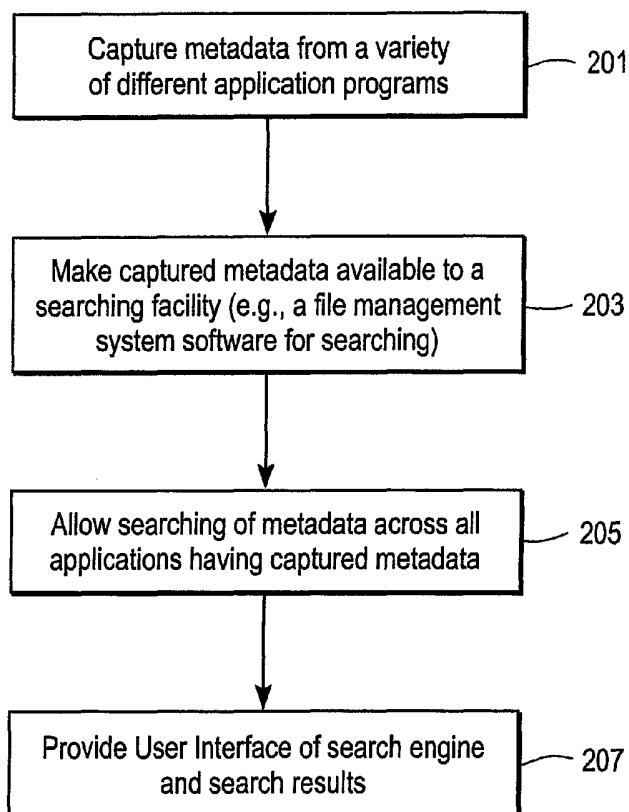 Capture metadata from a variety
of different application programs
201
Make captured metadata available to a
searching facility (e.g., a file management
system software for searching)
203
Allow searching of metadata across all
applications having captured metadata
205
Provide User Interface of search engine
and search results
207